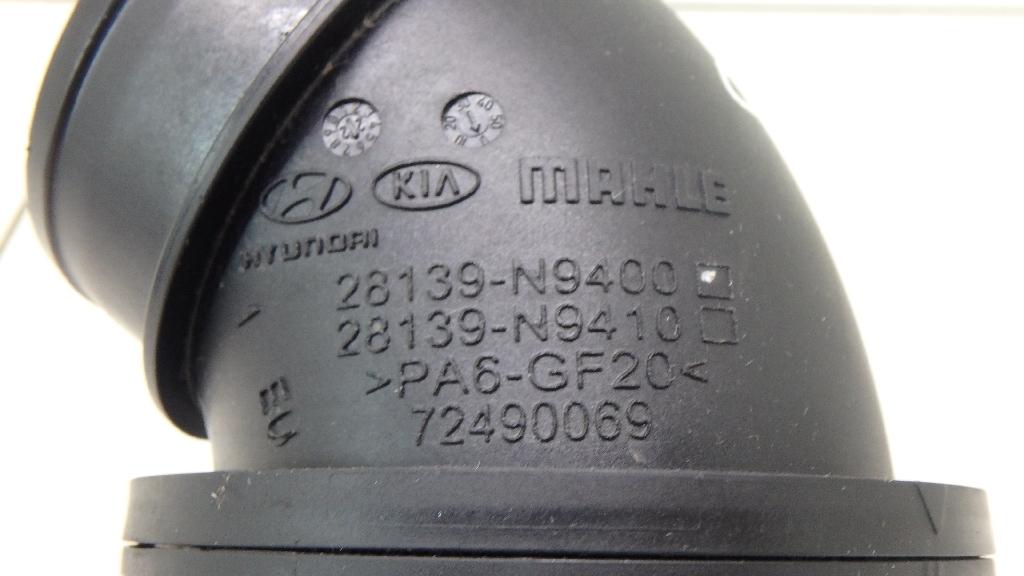 KIA MAHLE
HYUNDAI
28139-N9400
28139-N9410
>PA6-GF20<
72490069